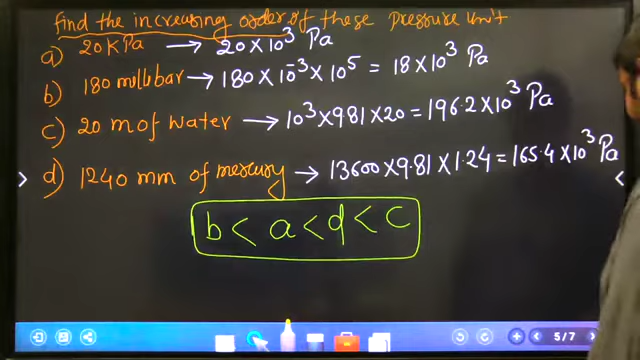 find the increasing order of these Pressure Unit
a) 20 KPa → 20 × 10³ Pa
b) 180 millibar → 180 × 10⁻³ × 10⁵ = 18 × 10³ Pa
c) 20 m of water → 10³ × 9.81 × 20 = 196.2 × 10³ Pa
d) 1240 mm of mercury → 13600 × 9.81 × 1.24 = 165.4 × 10³ Pa
b < a < d < c
5/7